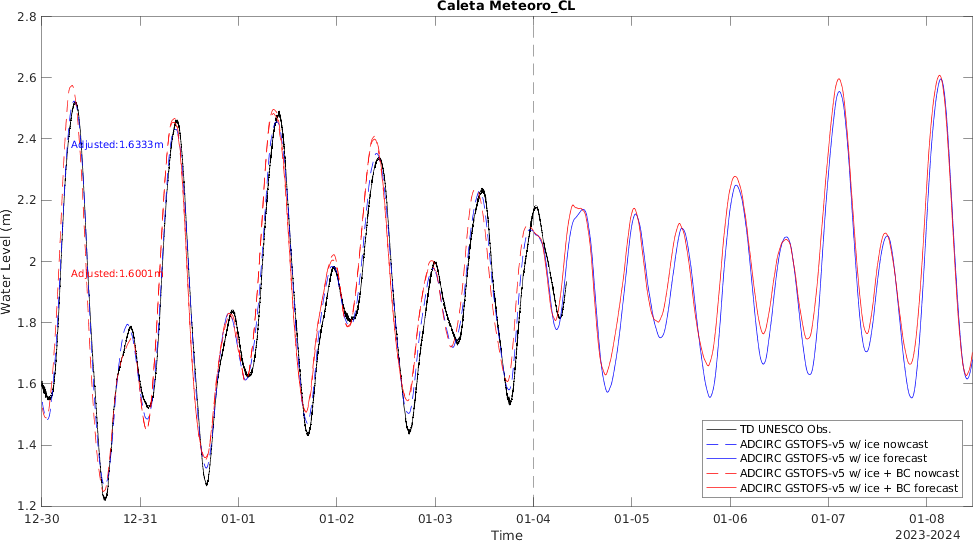 Caleta Meteoro_CL
Water Level (m)
2.8
2.6
2.4
2.2
2
1.8
1.6
1.4
1.2
Adjusted:1.6333m
Adjusted:1.6001m
TD UNESCO Obs.
ADCIRC GSTOFS-v5 w/ ice nowcast
ADCIRC GSTOFS-v5 w/ ice forecast
ADCIRC GSTOFS-v5 w/ ice + BC nowcast
ADCIRC GSTOFS-v5 w/ ice + BC forecast
12-30 12-31 01-01 01-02 01-03 01-04 01-05 01-06 01-07 01-08
Time
2023-2024